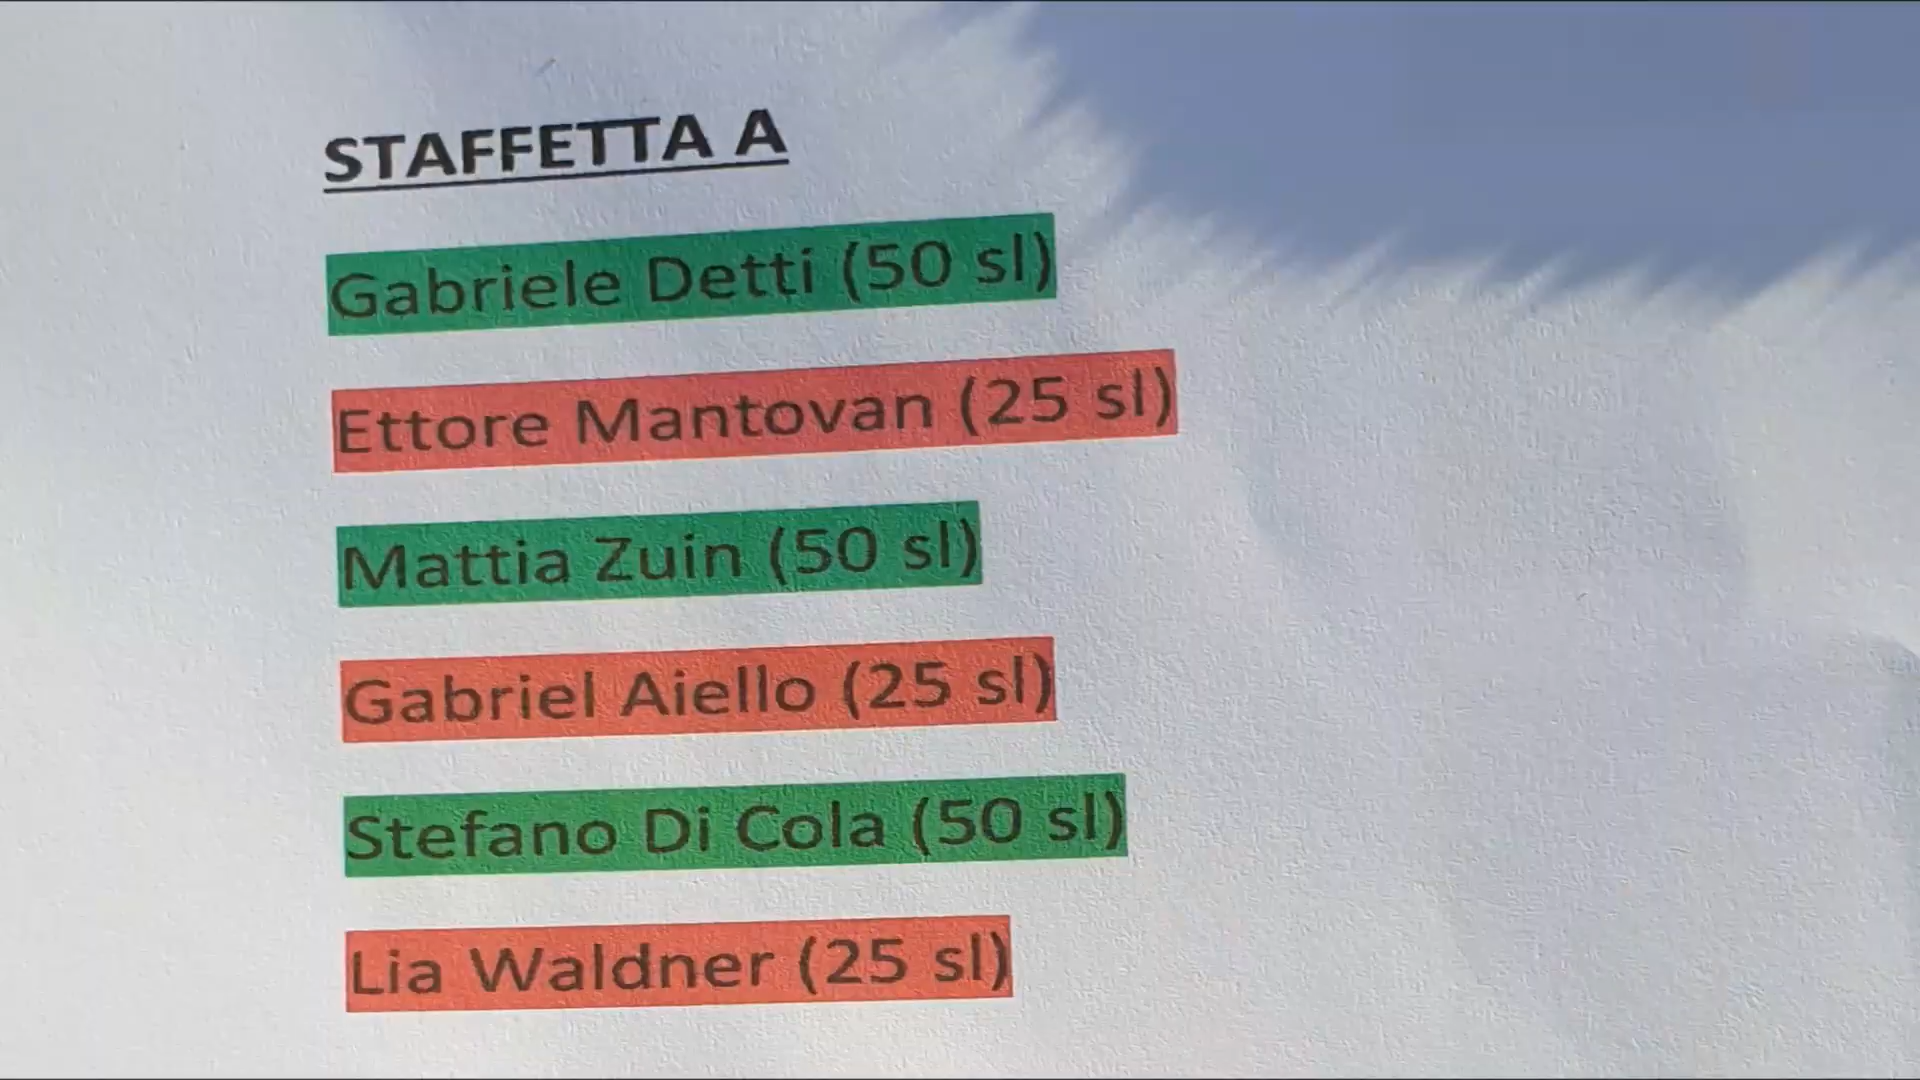 STAFFETTA A
Gabriele Detti (50 sl)
Ettore Mantovan (25 sl)
Mattia Zuin (50 sl)
Gabriel Aiello (25 sl)
Stefano Di Cola (50 sl)
Lia Waldner (25 sl)